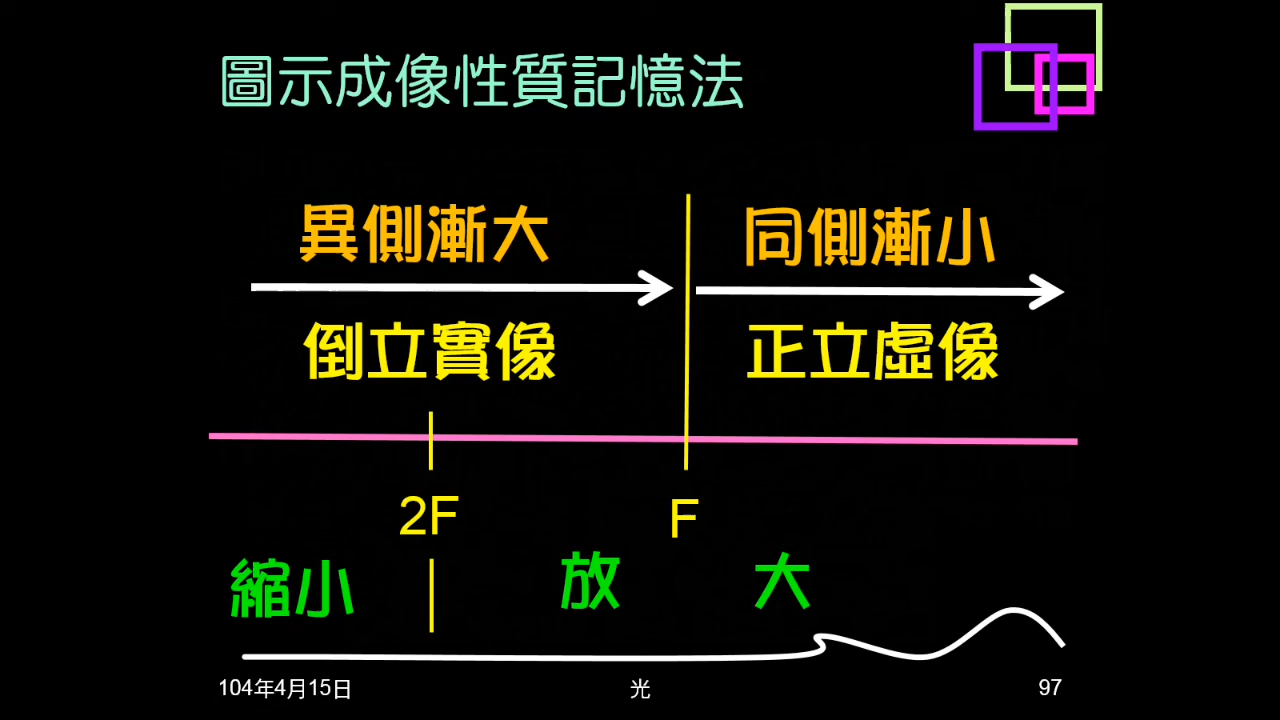 圖示成像性質記憶法
異側漸大 同側漸小
倒立實像 正立虛像
2F F
縮小 放 大
104年4月15日 光 97